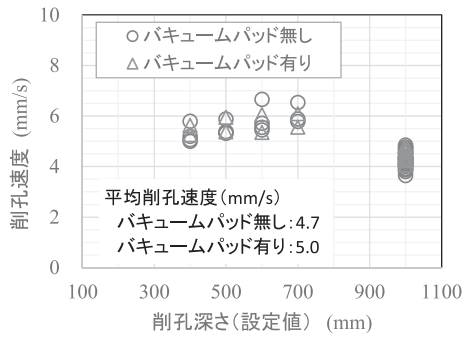 10
8
6
4
2
0
削孔速度 (mm/s)
○バキュームパッド無し
△バキュームパッド有り
平均削孔速度(mm/s)
バキュームパッド無し:4.7
バキュームパッド有り:5.0
100 300 500 700 900 1100
削孔深さ(設定値) (mm)